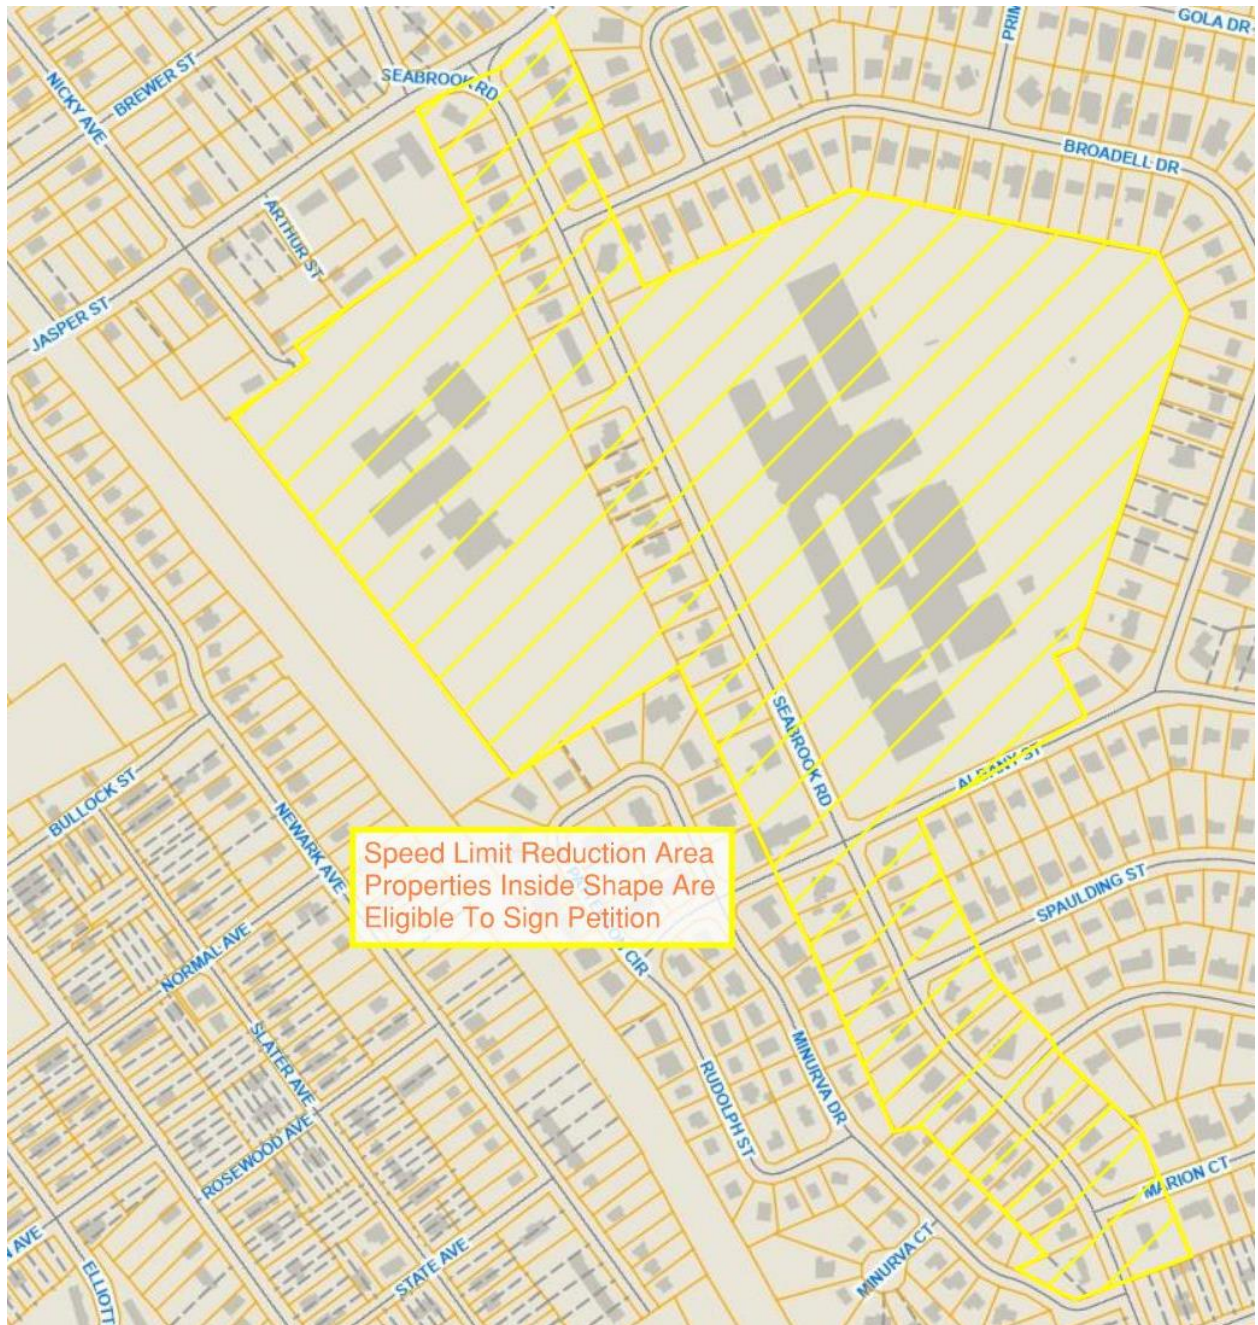 GOLA DR
NICKY AVE
BREWER ST
SEABROOK RD
BROADELL DR
ARTHUR ST
JASPER ST
SEABROOK RD
ALBANY ST
BULLOCK ST
NEWARK AVE
Speed Limit Reduction Area
Properties Inside Shape Are
Eligible To Sign Petition
SPAULDING ST
NORMAL AVE
CIR
SLATER AVE
MINURVA DR
RUDOLPH ST
ROSEWOOD AVE
MARION CT
MINURVA CT
STATE AVE
AVE
ELLIOTT